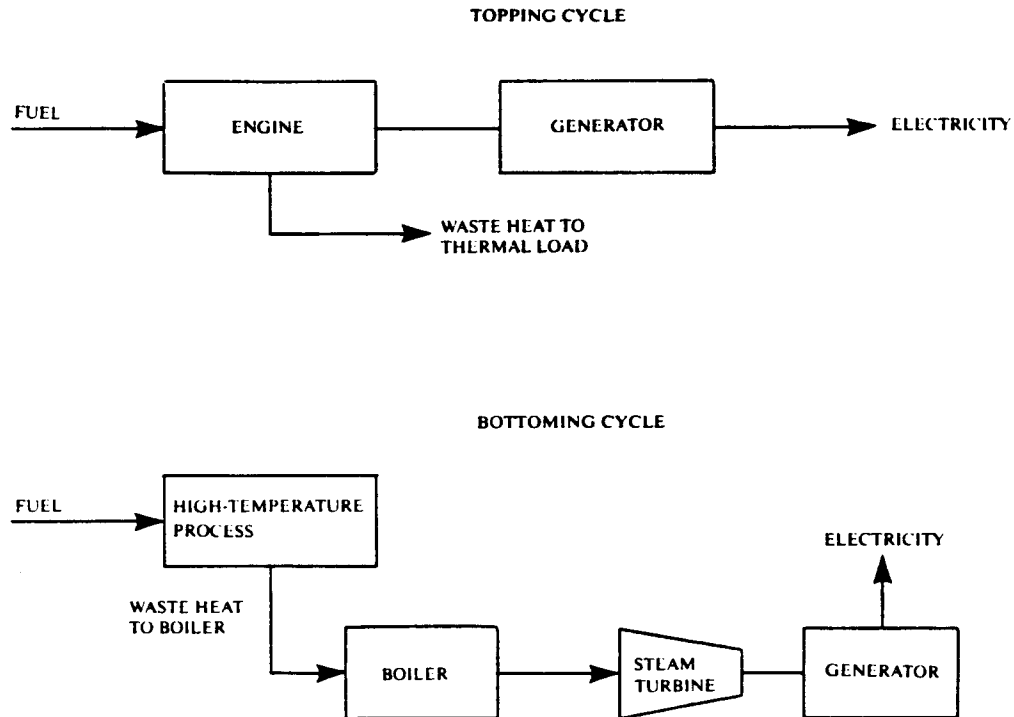 TOPPING CYCLE
FUEL
ENGINE
GENERATOR
ELECTRICITY
WASTE HEAT TO
THERMAL LOAD
BOTTOMING CYCLE
FUEL
HIGH-TEMPERATURE
PROCESS
ELECTRICITY
WASTE HEAT
TO BOILER
BOILER
STEAM
TURBINE
GENERATOR